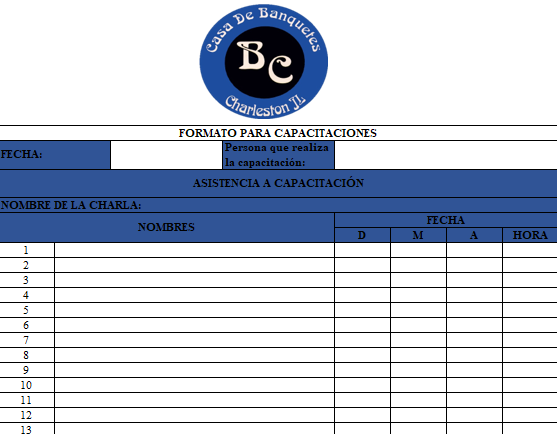 Casa De Banquetes
BC
Charleston JL
FORMATO PARA CAPACITACIONES
FECHA:
Persona que realiza
la capacitación:
ASISTENCIA A CAPACITACIÓN
NOMBRE DE LA CHARLA:
NOMBRES
FECHA
D M A HORA
1
2
3
4
5
6
7
8
9
10
11
12
13